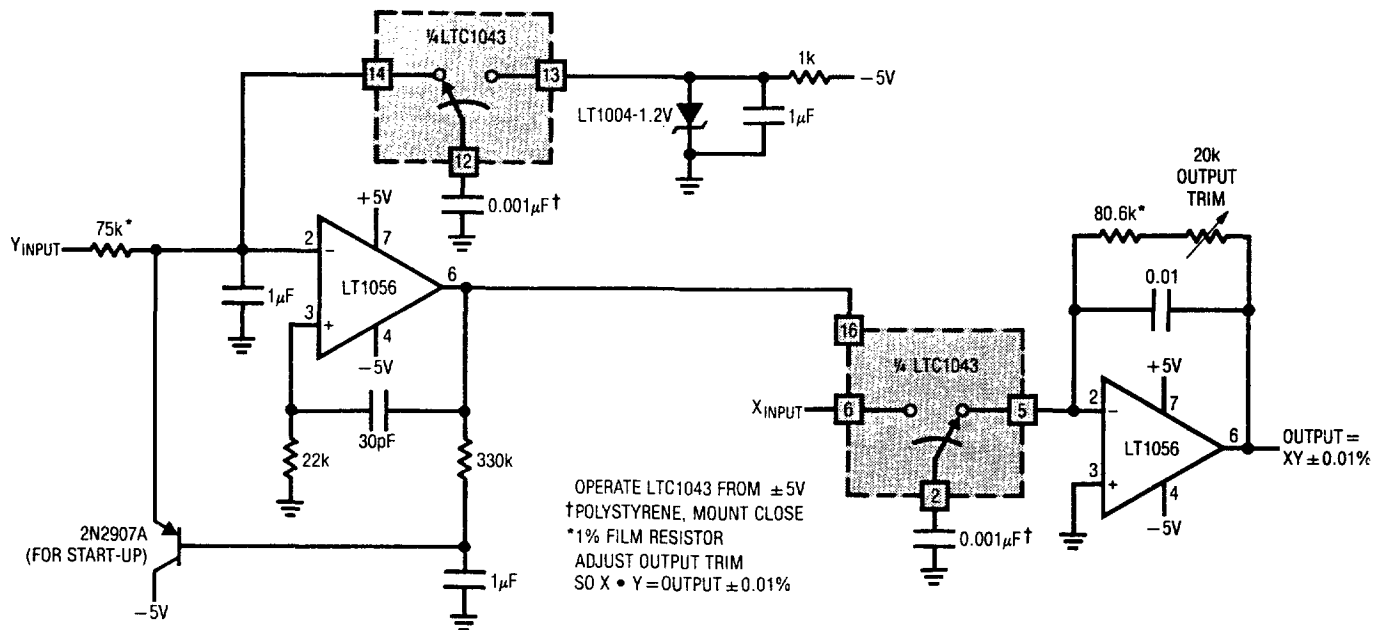 ¼LTC1043
14
13
1k
−5V
LT1004-1.2V
1µF
12
0.001µF†
+5V
75k*
Y INPUT
2
−
7
LT1056
6
1µF
3
+
4
−5V
30pF
22k
330k
2N2907A
(FOR START-UP)
−5V
1µF
16
¼ LTC1043
X INPUT
6
5
2
0.001µF†
OPERATE LTC1043 FROM ±5V
†POLYSTYRENE, MOUNT CLOSE
*1% FILM RESISTOR
ADJUST OUTPUT TRIM
SO X • Y = OUTPUT ±0.01%
20k
OUTPUT
TRIM
80.6k*
0.01
+5V
2
−
7
LT1056
6
3
+
4
−5V
OUTPUT =
XY ±0.01%